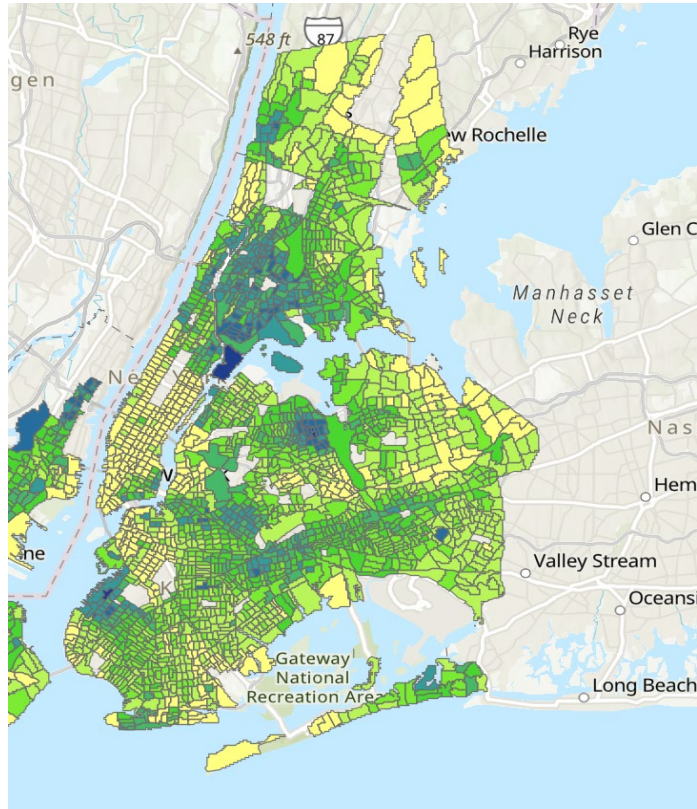 548 ft
87
Rye
Harrison
gen
ew Rochelle
Glen C
Manhasset
Neck
Ne
Y
k
Nas
W
Hem
ne
Valley Stream
K
Oceansi
Gateway
National
Recreation Area
Long Beach